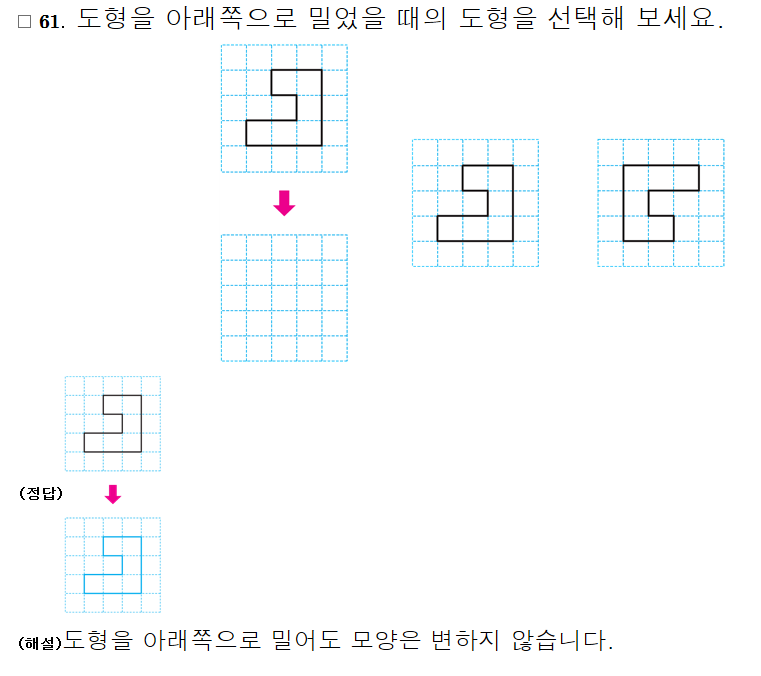 □ 61. 도형을 아래쪽으로 밀었을 때의 도형을 선택해 보세요.
(정답)
(해설)도형을 아래쪽으로 밀어도 모양은 변하지 않습니다.